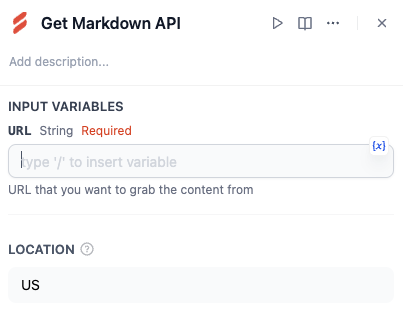 Get Markdown API
Add description...
INPUT VARIABLES
URL String Required
type '/' to insert variable
{x}
URL that you want to grab the content from
LOCATION
US